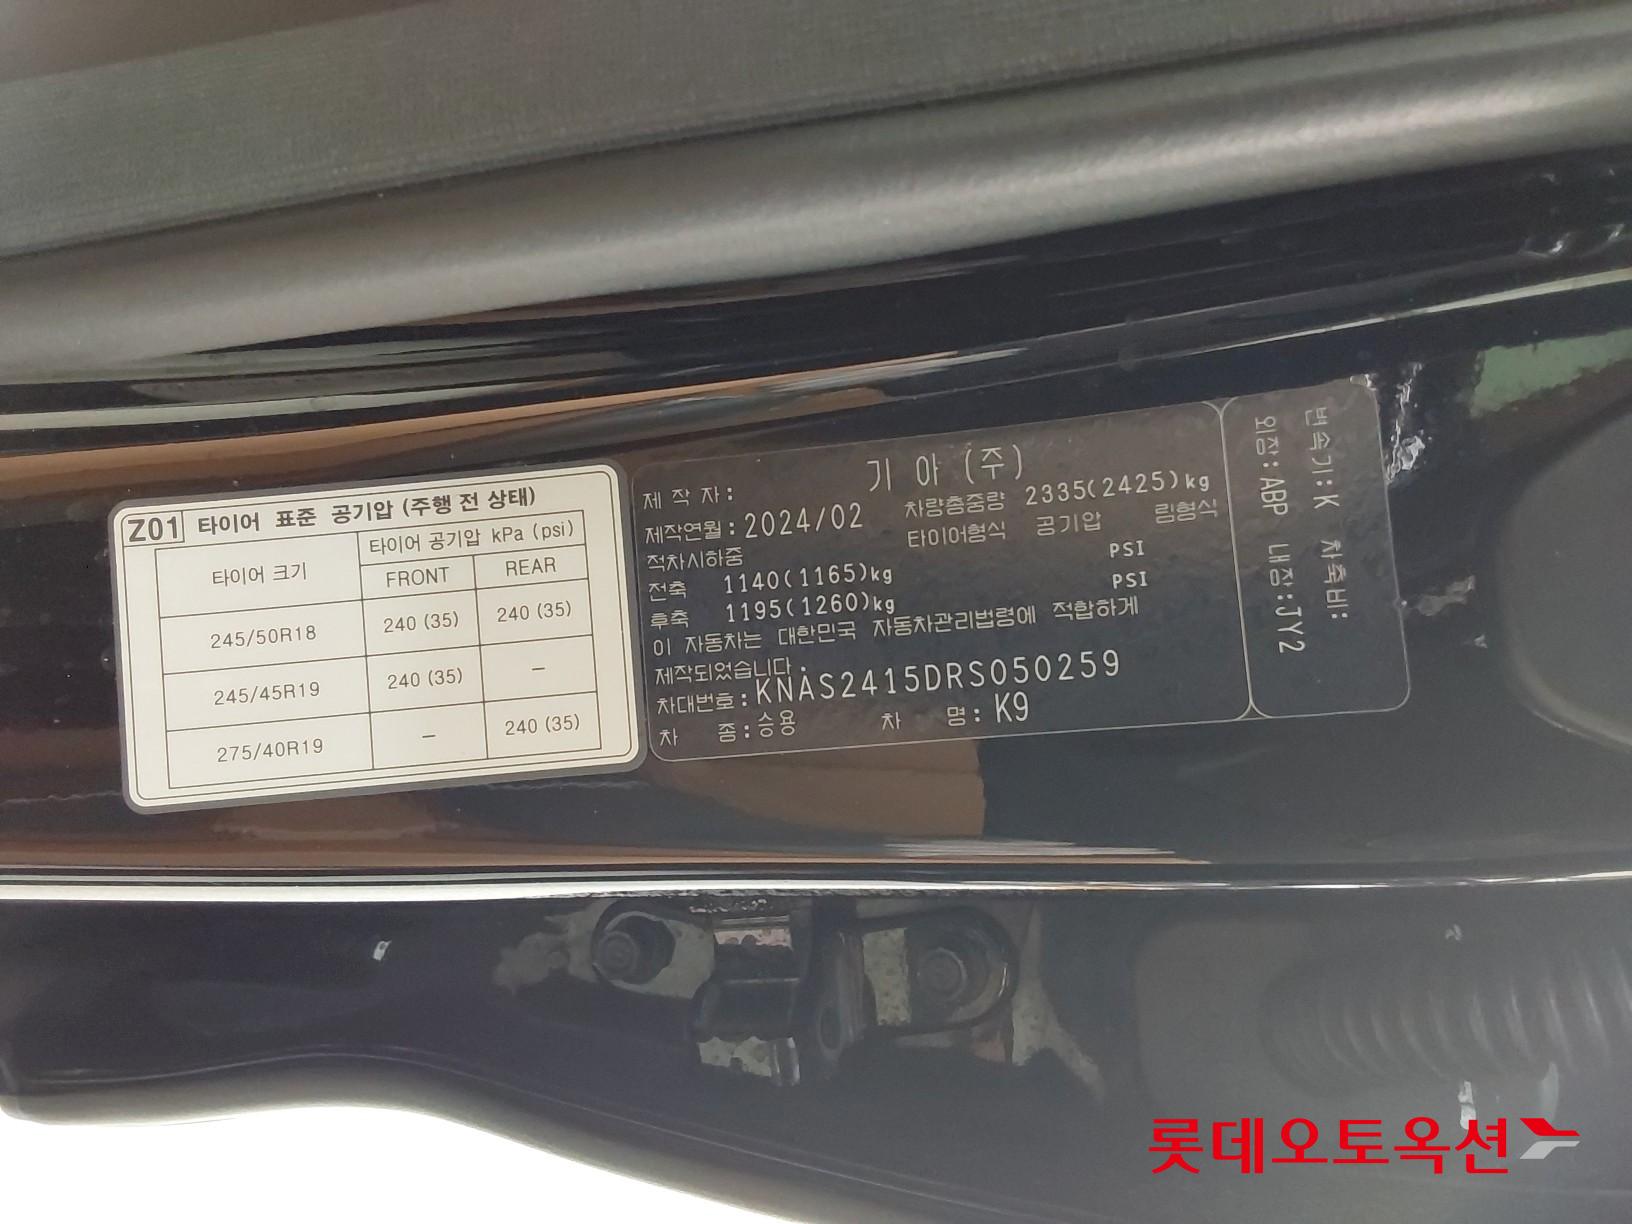 Z01 타이어 표준 공기압 (주행 전 상태)
타이어 크기 타이어 공기압 kPa (psi)
FRONT REAR
245/50R18 240 (35) 240 (35)
245/45R19 240 (35) –
275/40R19 – 240 (35)
제 작 자: 기 아 (주)
제작연월: 2024/02 차량총중량 2335(2425)kg
적차시하중 타이어형식 공기압 림형식
전축 1140(1165)kg PSI
후축 1195(1260)kg PSI
이 자동차는 대한민국 자동차관리법령에 적합하게
제작되었습니다.
차대번호: KNAS2415DRS050259
차 종: 승용 차 명: K9
변속기: K 차축비:
외장: ABP 내장: JY2
롯데오토옥션